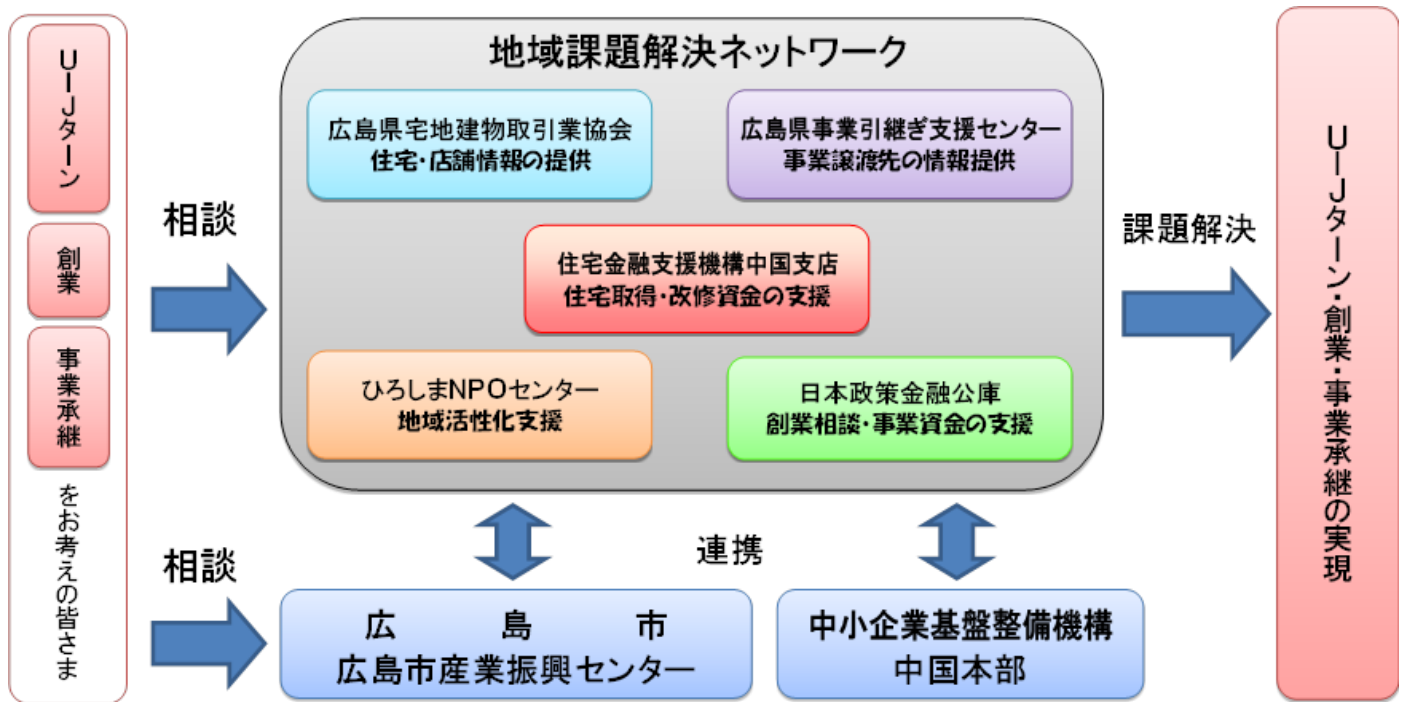 UIJターン
創業
事業承継
をお考えの皆さま
相談
相談
地域課題解決ネットワーク
広島県宅地建物取引業協会
住宅・店舗情報の提供
広島県事業引継ぎ支援センター
事業譲渡先の情報提供
住宅金融支援機構中国支店
住宅取得・改修資金の支援
ひろしまNPOセンター
地域活性化支援
日本政策金融公庫
創業相談・事業資金の支援
連携
広島市
広島市産業振興センター
中小企業基盤整備機構
中国本部
課題解決
UIJターン・創業・事業承継の実現